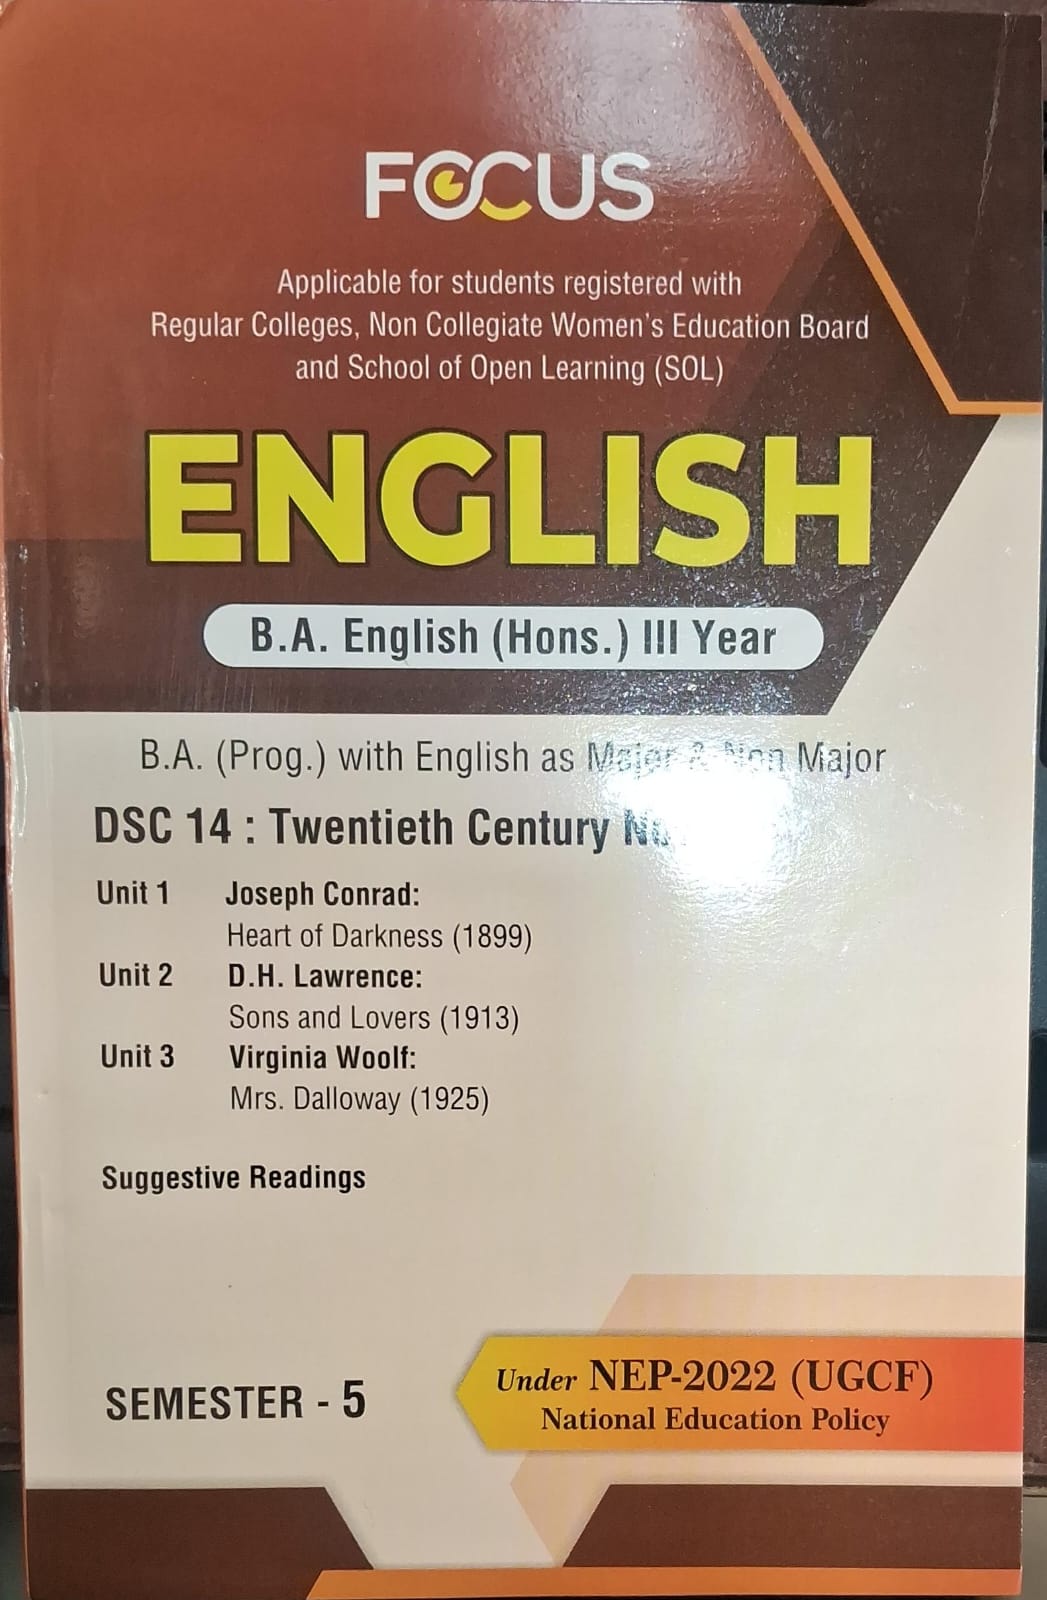 FOCUS
Applicable for students registered with
Regular Colleges, Non Collegiate Women's Education Board
and School of Open Learning (SOL)
ENGLISH
B.A. English (Hons.) III Year
B.A. (Prog.) with English as Major & Non Major
DSC 14 : Twentieth Century
Unit 1 Joseph Conrad:
Heart of Darkness (1899)
Unit 2 D.H. Lawrence:
Sons and Lovers (1913)
Unit 3 Virginia Woolf:
Mrs. Dalloway (1925)
Suggestive Readings
SEMESTER - 5
Under NEP-2022 (UGCF)
National Education Policy